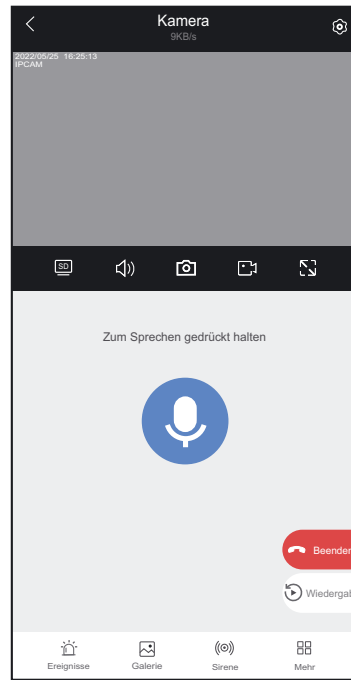 Kamera
9KB/s
2022/05/25 16:25:13
IPCAM
SD
Zum Sprechen gedrückt halten
Beenden
Wiedergab
Ereignisse
Galerie
Sirene
Mehr